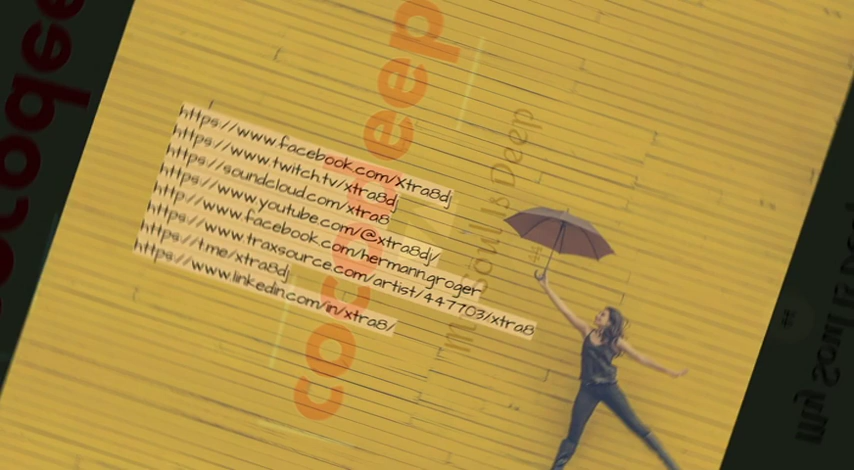 https://www.facebook.com/Xtra8dj
https://www.twitch.tv/xtra8dj
https://soundcloud.com/xtra8
https://www.youtube.com/@xtra8dj/
http://www.facebook.com/hermann.groger
https://www.traxsource.com/artist/447703/xtra8
https://t.me/xtra8dj
https://www.linkedin.com/in/xtra8/
cocodeep
My Soul Is Deep